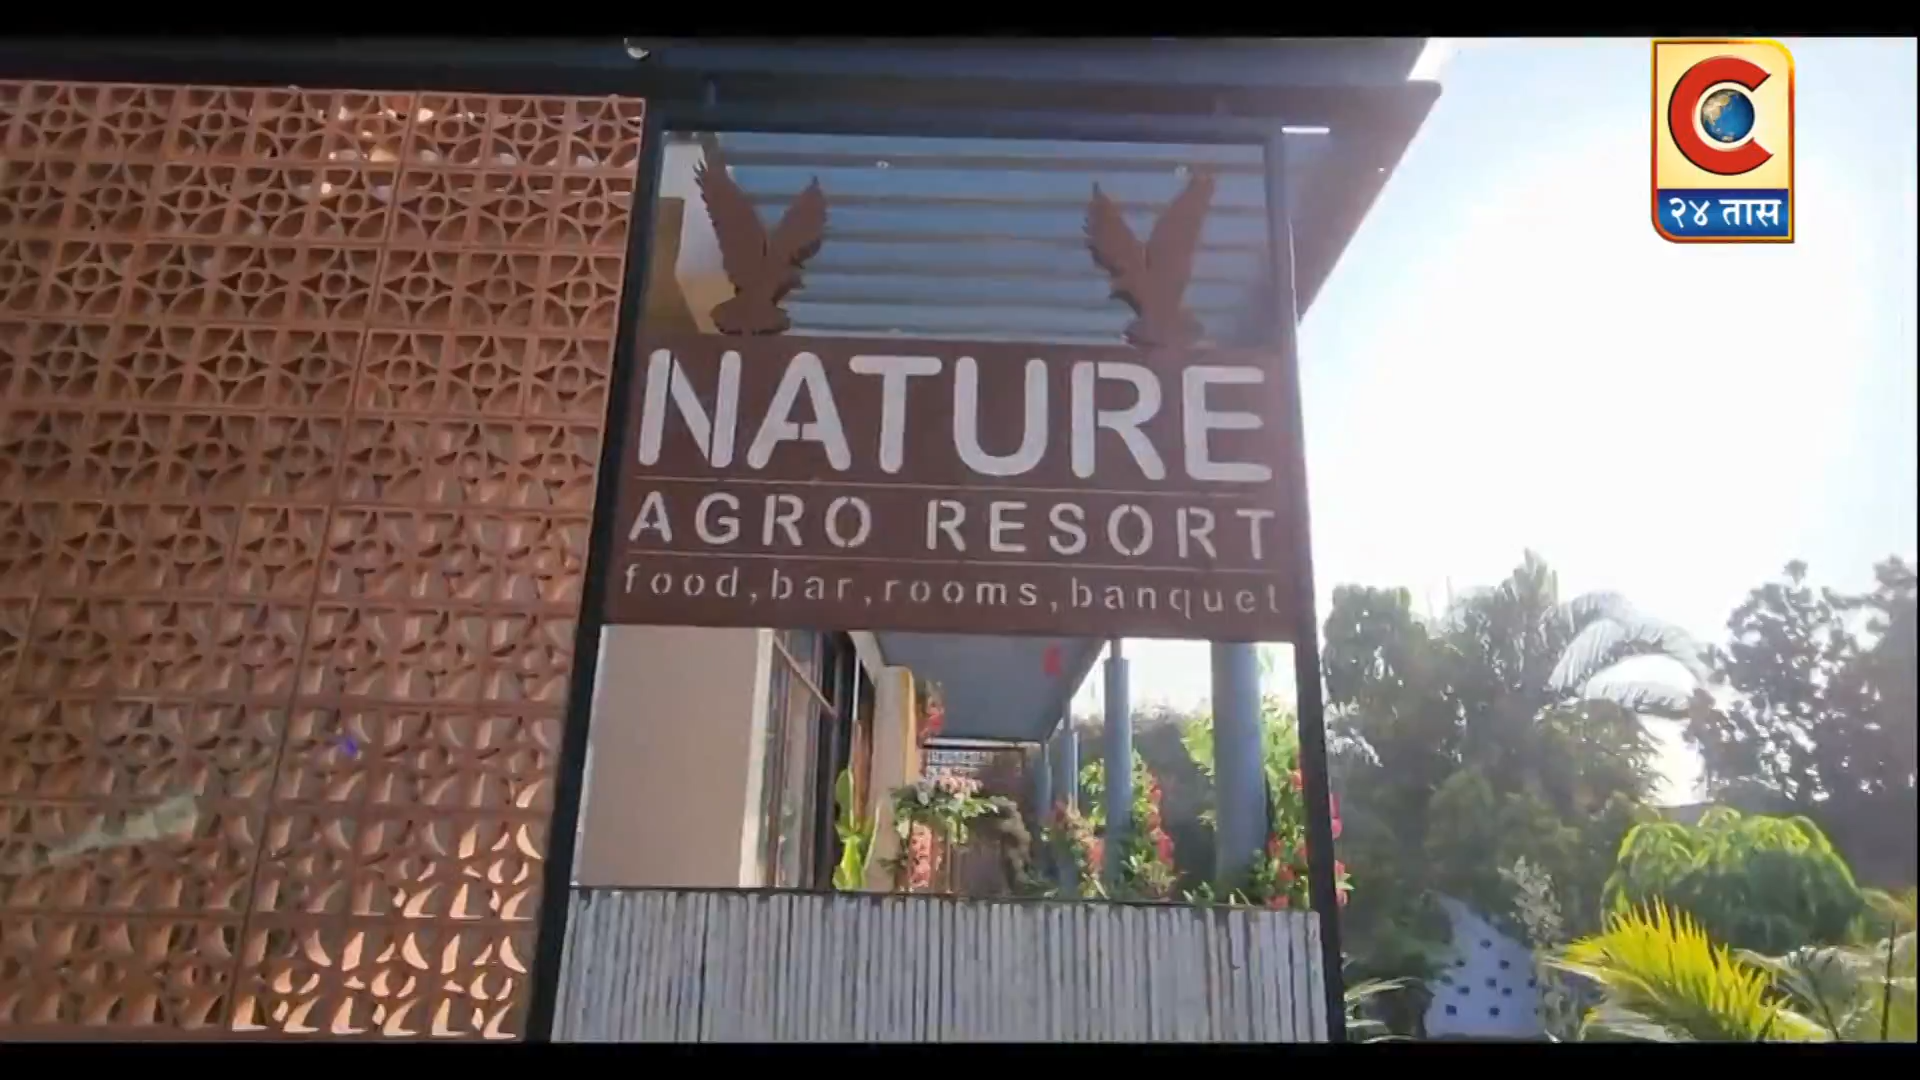 C
२४ तास
NATURE
AGRO RESORT
food,bar,rooms,banquet